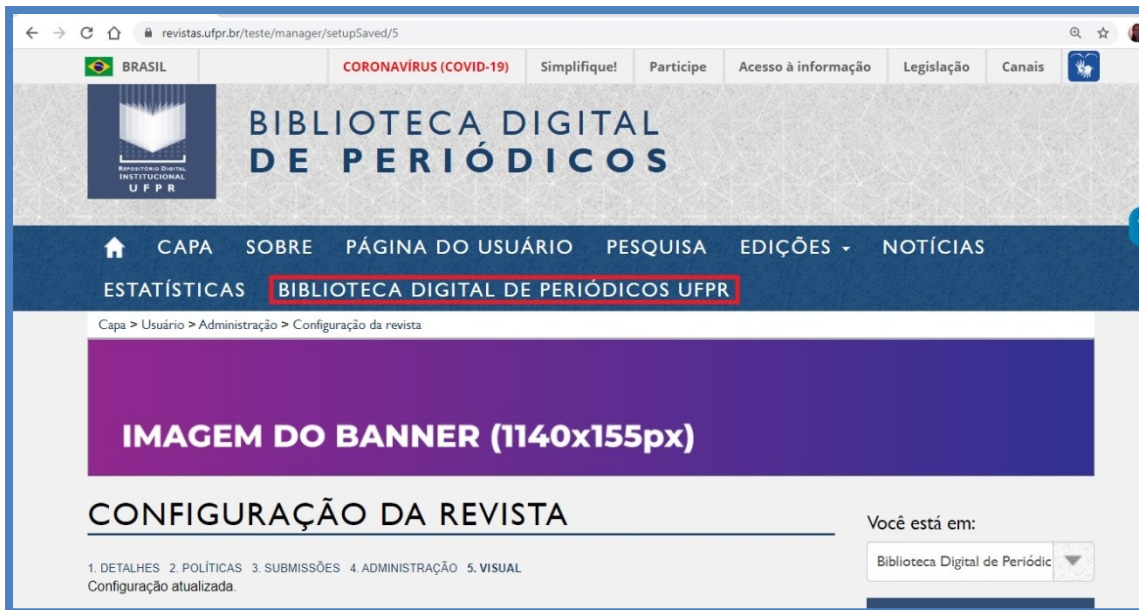 revistas.ufpr.br/teste/manager/setupSaved/5
BRASIL CORONAVÍRUS (COVID-19) Simplifique! Participe Acesso à informação Legislação Canais
REPOSITÓRIO DIGITAL
INSTITUCIONAL
UFPR
BIBLIOTECA DIGITAL
DE PERIÓDICOS
CAPA SOBRE PÁGINA DO USUÁRIO PESQUISA EDIÇÕES NOTÍCIAS
ESTATÍSTICAS BIBLIOTECA DIGITAL DE PERIÓDICOS UFPR
Capa > Usuário > Administração > Configuração da revista
IMAGEM DO BANNER (1140x155px)
CONFIGURAÇÃO DA REVISTA
Você está em:
Biblioteca Digital de Periódic
1. DETALHES 2. POLÍTICAS 3. SUBMISSÕES 4. ADMINISTRAÇÃO 5. VISUAL
Configuração atualizada.